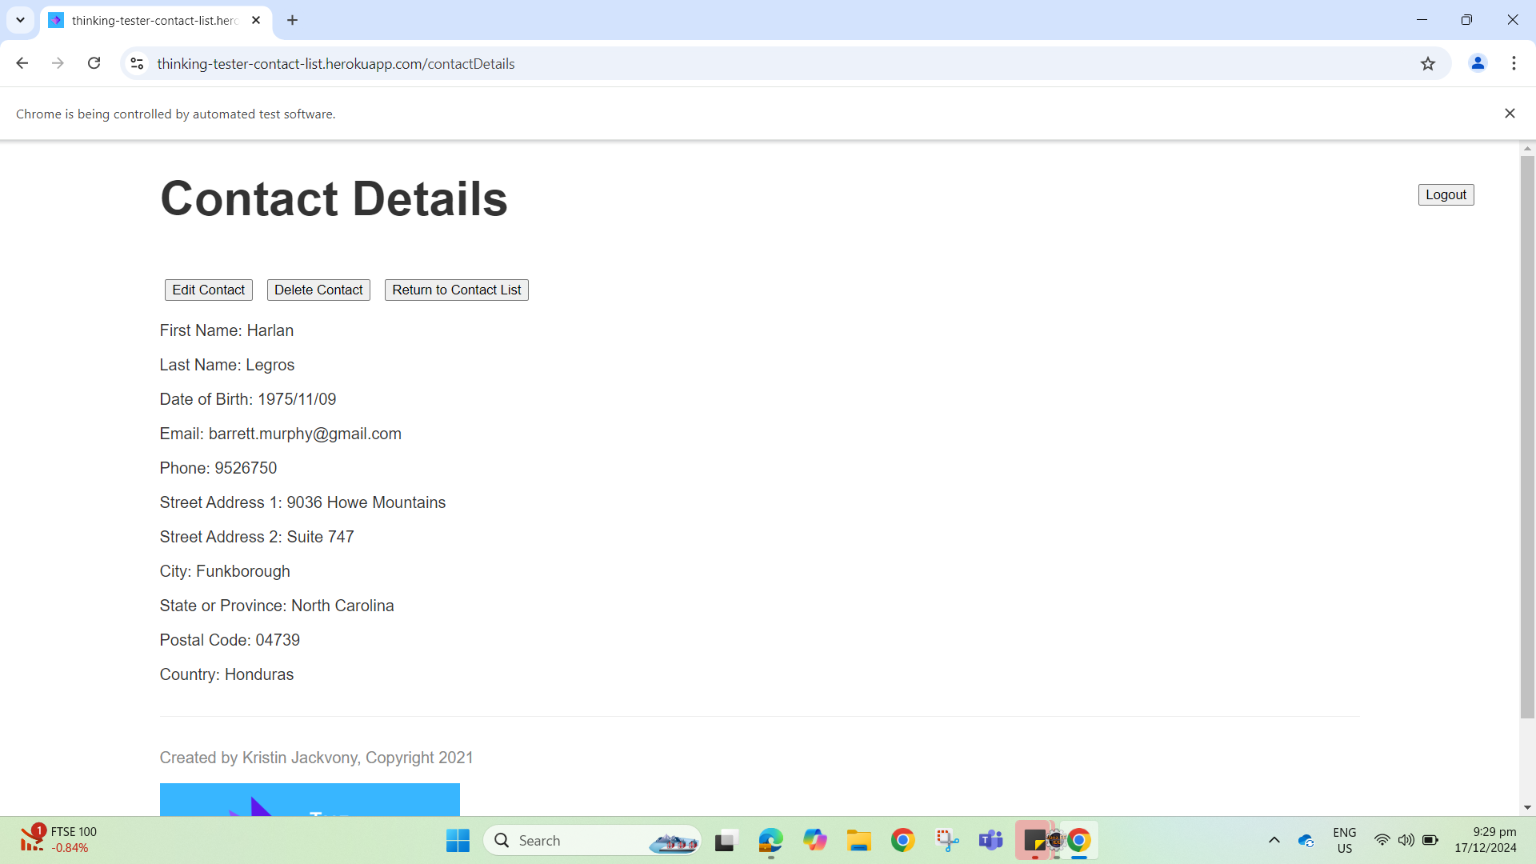 thinking-tester-contact-list.herc
thinking-tester-contact-list.herokuapp.com/contactDetails
Chrome is being controlled by automated test software.
Contact Details
Logout
Edit Contact
Delete Contact
Return to Contact List
First Name: Harlan
Last Name: Legros
Date of Birth: 1975/11/09
Email: barrett.murphy@gmail.com
Phone: 9526750
Street Address 1: 9036 Howe Mountains
Street Address 2: Suite 747
City: Funkborough
State or Province: North Carolina
Postal Code: 04739
Country: Honduras
Created by Kristin Jackvony, Copyright 2021
1
FTSE 100
-0.84%
Search
ENG
US
9:29 pm
17/12/2024